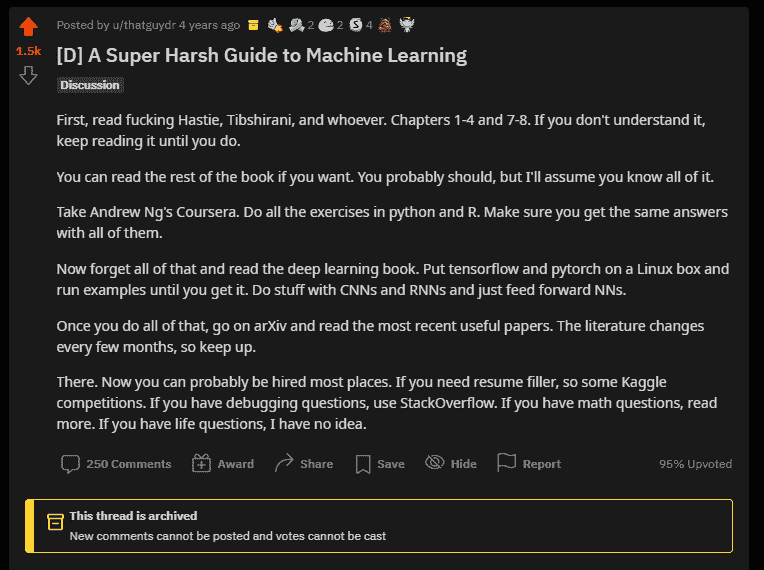 Posted by u/thatguydr 4 years ago 2 2 4
1.5k
[D] A Super Harsh Guide to Machine Learning
Discussion
First, read fucking Hastie, Tibshirani, and whoever. Chapters 1-4 and 7-8. If you don't understand it,
keep reading it until you do.
You can read the rest of the book if you want. You probably should, but I'll assume you know all of it.
Take Andrew Ng's Coursera. Do all the exercises in python and R. Make sure you get the same answers
with all of them.
Now forget all of that and read the deep learning book. Put tensorflow and pytorch on a Linux box and
run examples until you get it. Do stuff with CNNs and RNNs and just feed forward NNs.
Once you do all of that, go on arXiv and read the most recent useful papers. The literature changes
every few months, so keep up.
There. Now you can probably be hired most places. If you need resume filler, so some Kaggle
competitions. If you have debugging questions, use StackOverflow. If you have math questions, read
more. If you have life questions, I have no idea.
250 Comments Award Share Save Hide Report 95% Upvoted
This thread is archived
New comments cannot be posted and votes cannot be cast